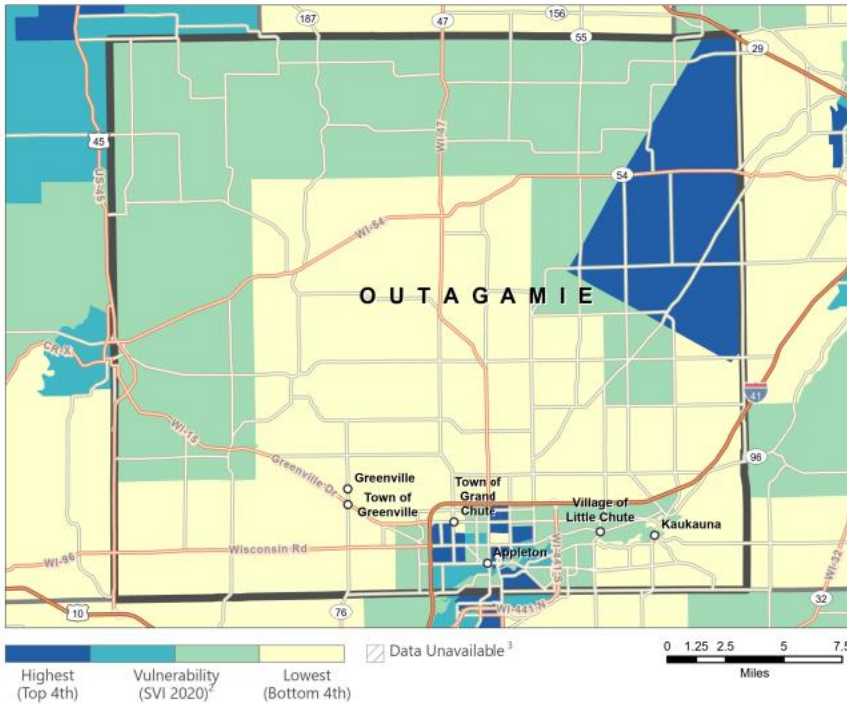 187
47
156
55
29
45
US-45
WI-47
54
WI-54
OUTAGAMIE
CR-X
WI-15
41
96
Greenville Dr
Greenville
Town of
Greenville
Town of
Grand
Chute
Village of
Little Chute
Kaukauna
Wisconsin Rd
Appleton
WI-441 S
WI-96
WI-32
10
76
WI-441 N
32
Highest
(Top 4th)
Vulnerability
(SVI 2020)²
Lowest
(Bottom 4th)
Data Unavailable ³
0 1.25 2.5 5 7.5
Miles